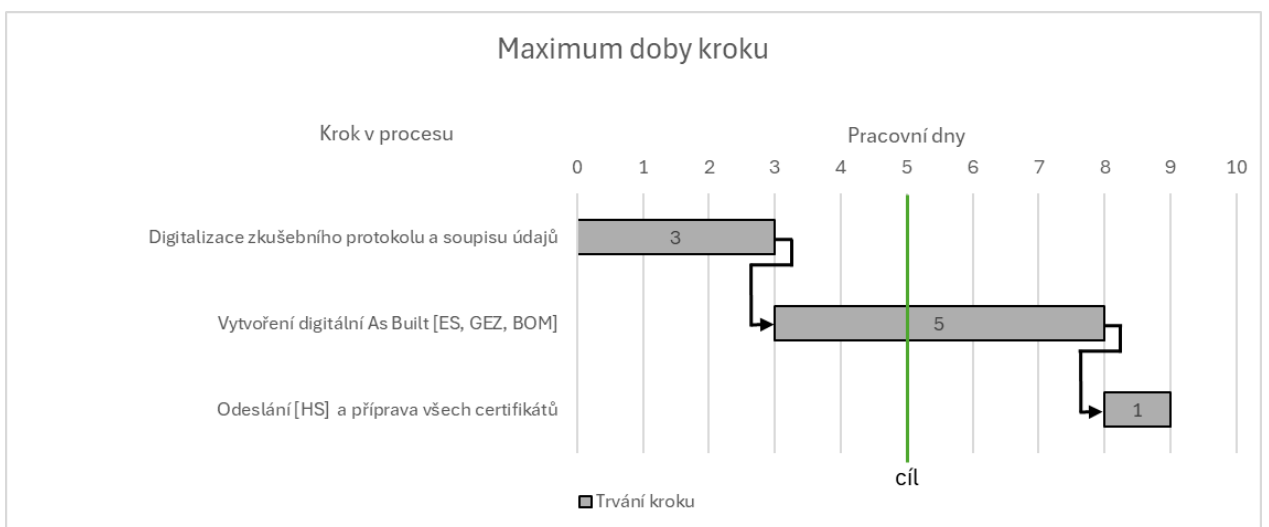 Maximum doby kroku
Krok v procesu
Pracovní dny
0 1 2 3 4 5 6 7 8 9 10
Digitalizace zkušebního protokolu a soupisu údajů
3
Vytvoření digitální As Built [ES, GEZ, BOM]
5
Odeslání [HS] a příprava všech certifikátů
1
cíl
Trvání kroku